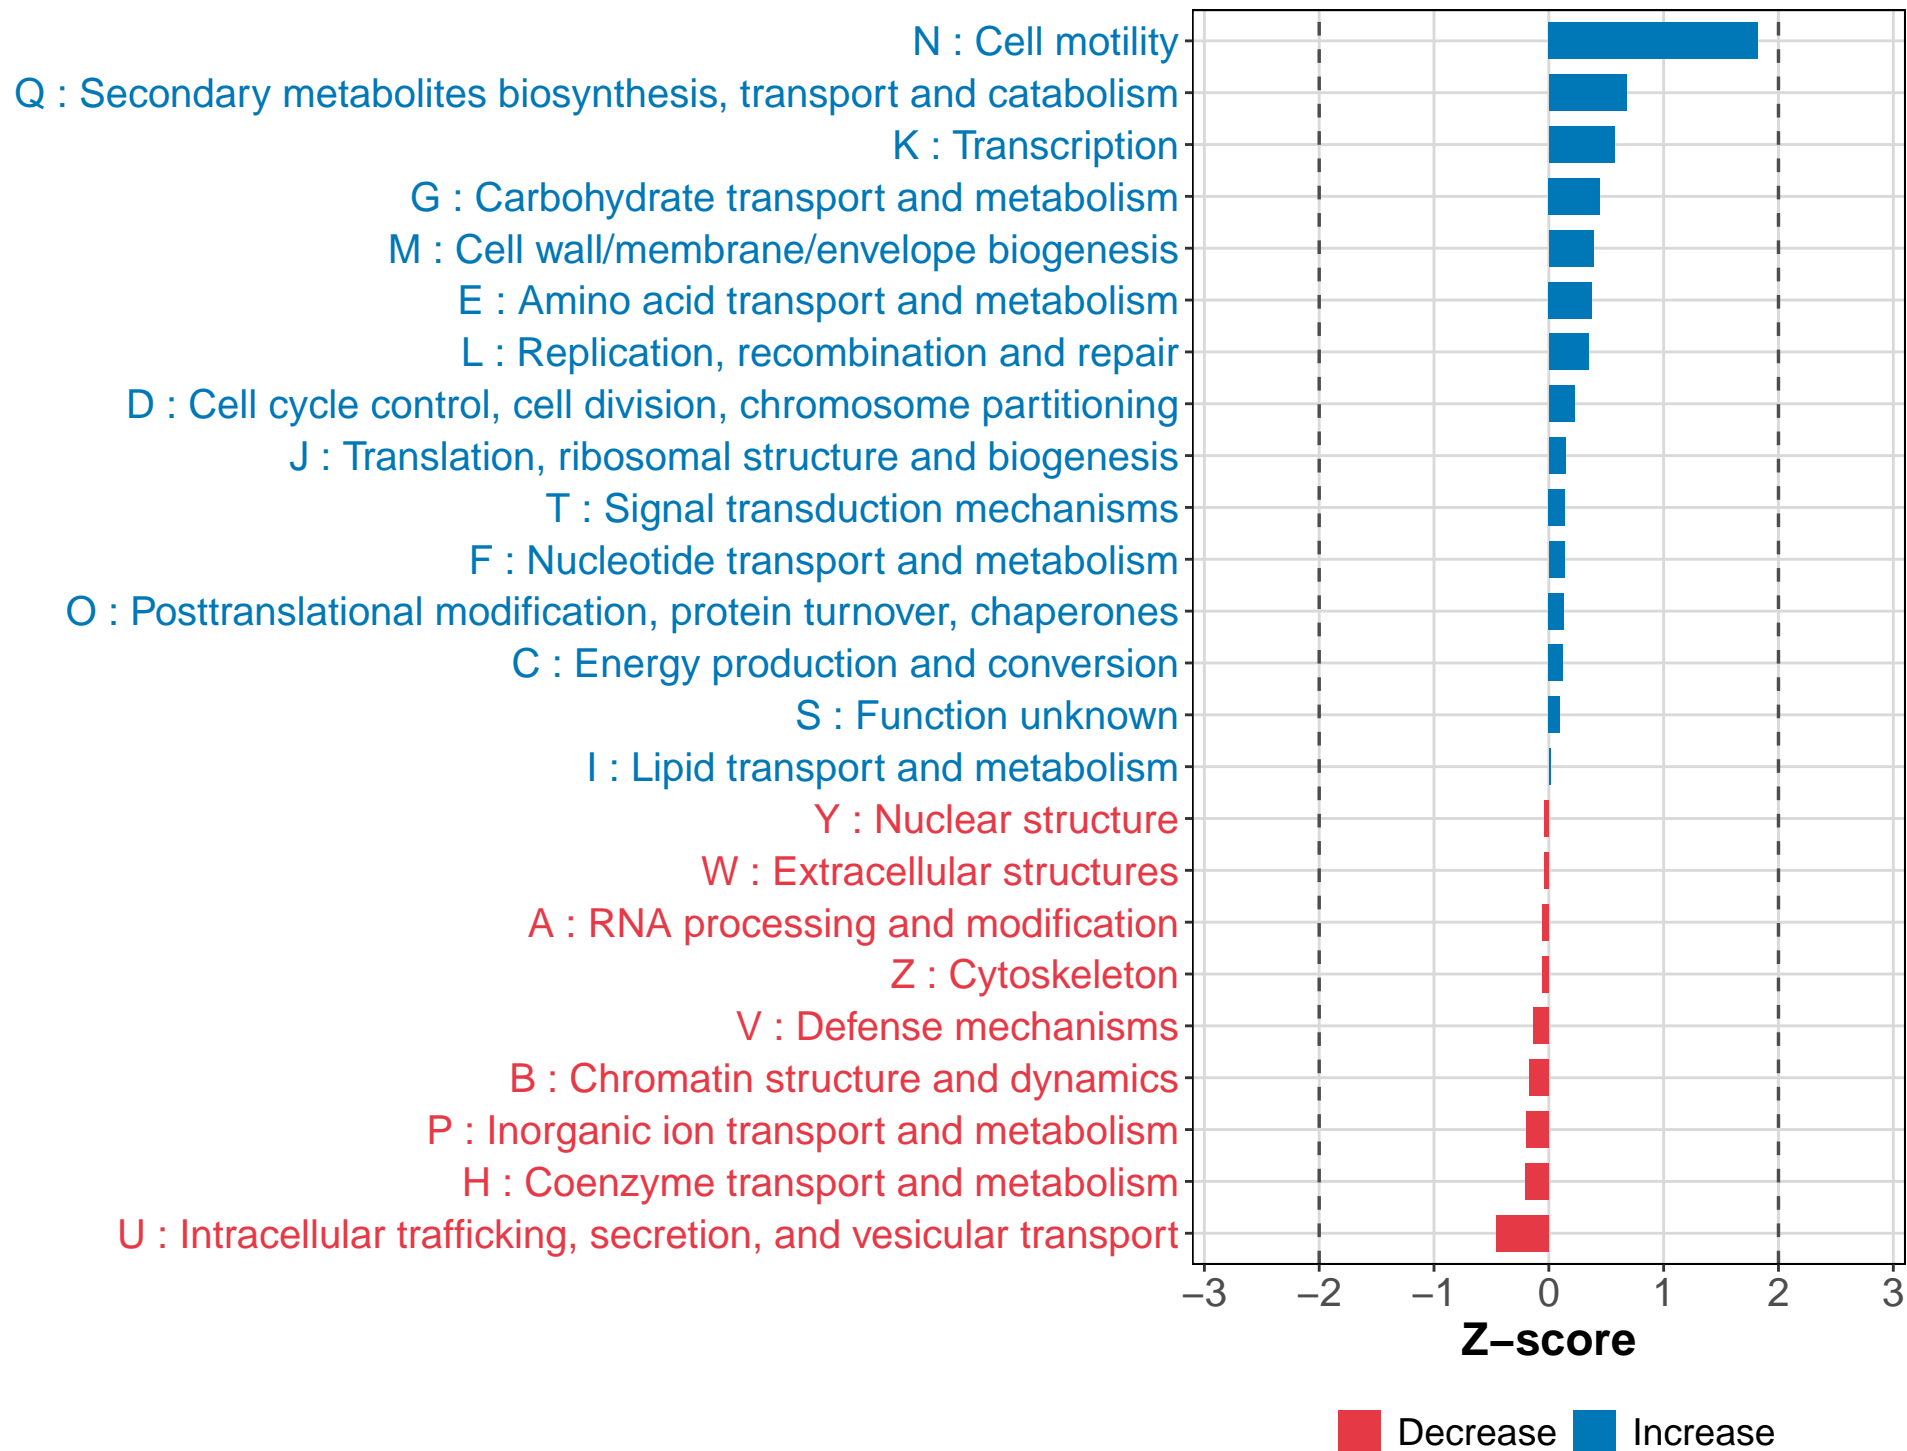 N : Cell motility
Q : Secondary metabolites biosynthesis, transport and catabolism
K : Transcription
G : Carbohydrate transport and metabolism
M : Cell wall/membrane/envelope biogenesis
E : Amino acid transport and metabolism
L : Replication, recombination and repair
D : Cell cycle control, cell division, chromosome partitioning
J : Translation, ribosomal structure and biogenesis
T : Signal transduction mechanisms
F : Nucleotide transport and metabolism
O : Posttranslational modification, protein turnover, chaperones
C : Energy production and conversion
S : Function unknown
I : Lipid transport and metabolism
Y : Nuclear structure
W : Extracellular structures
A : RNA processing and modification
Z : Cytoskeleton
V : Defense mechanisms
B : Chromatin structure and dynamics
P : Inorganic ion transport and metabolism
H : Coenzyme transport and metabolism
U : Intracellular trafficking, secretion, and vesicular transport
−3 −2 −1 0 1 2 3
Z−score
Decrease Increase